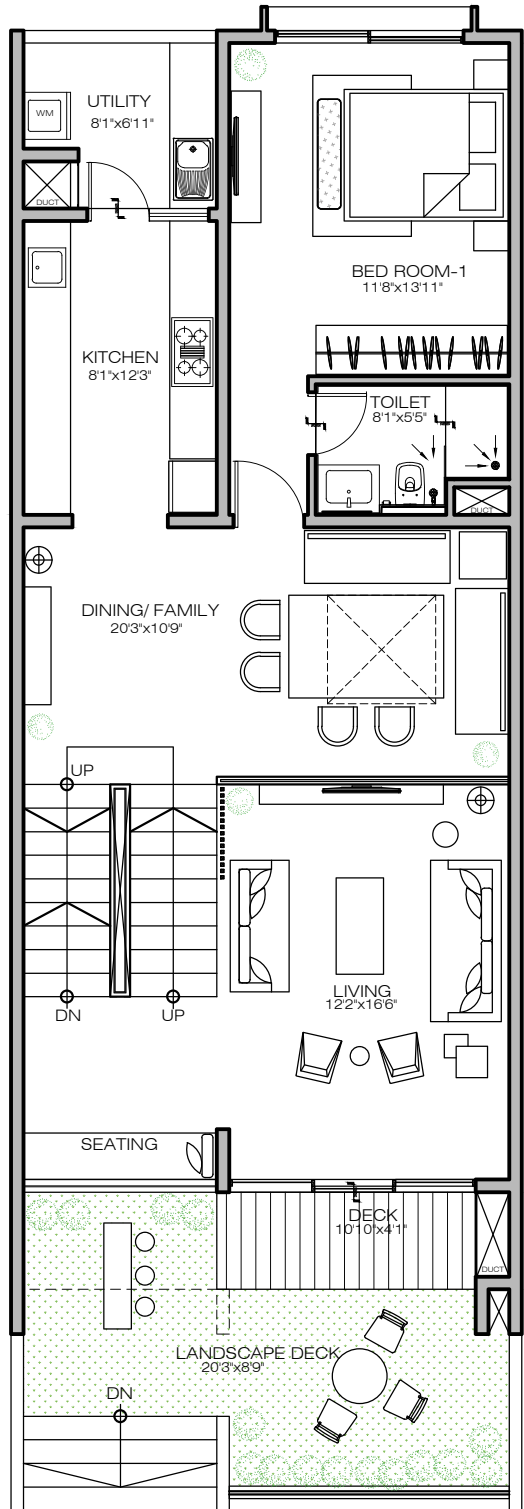 UTILITY
8'1"x6'11"
WM
DUCT
BED ROOM-1
11'8"x13'11"
KITCHEN
8'1"x12'3"
TOILET
8'1"x5'5"
DUCT
DINING/ FAMILY
20'3"x10'9"
UP
LIVING
12'2"x16'6"
DN
UP
SEATING
DECK
10'10"x4'1"
DUCT
LANDSCAPE DECK
20'3"x8'9"
DN